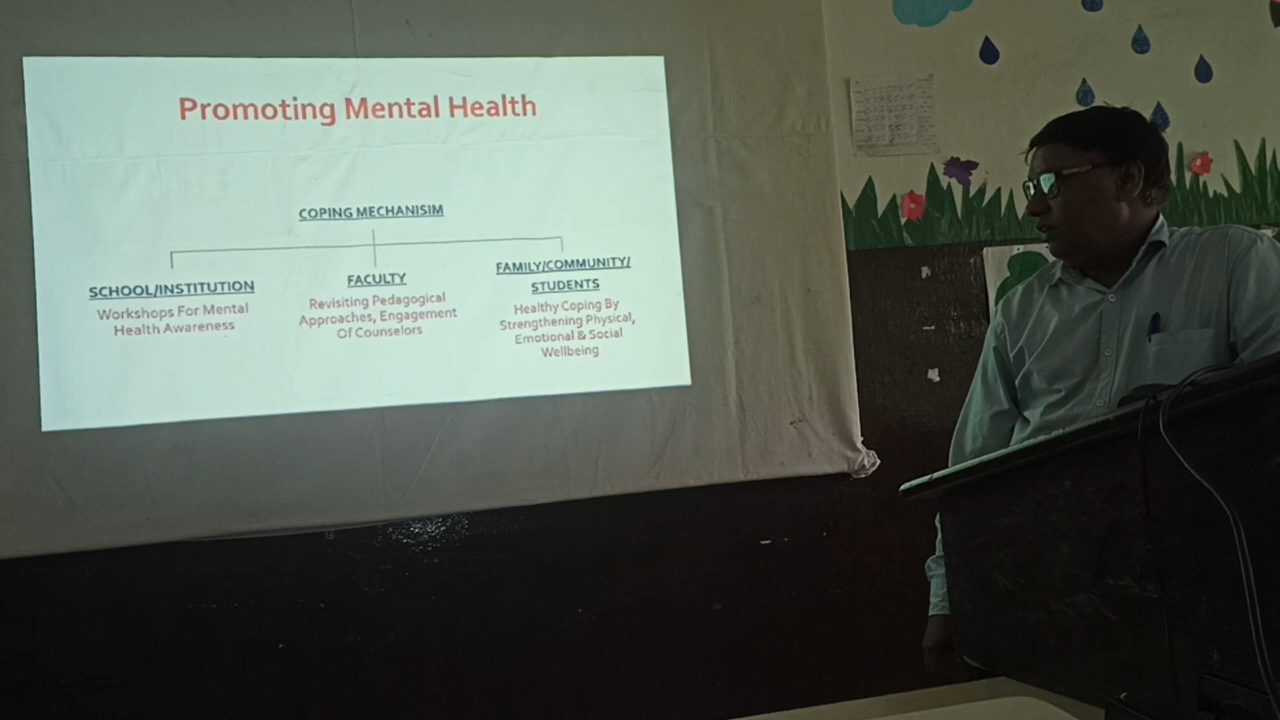 Promoting Mental Health
COPING MECHANISIM
SCHOOL/INSTITUTION
Workshops For Mental
Health Awareness
FACULTY
Revisiting Pedagogical
Approaches, Engagement
Of Counselors
FAMILY/COMMUNITY/
STUDENTS
Healthy Coping By
Strengthening Physical,
Emotional & Social
Wellbeing